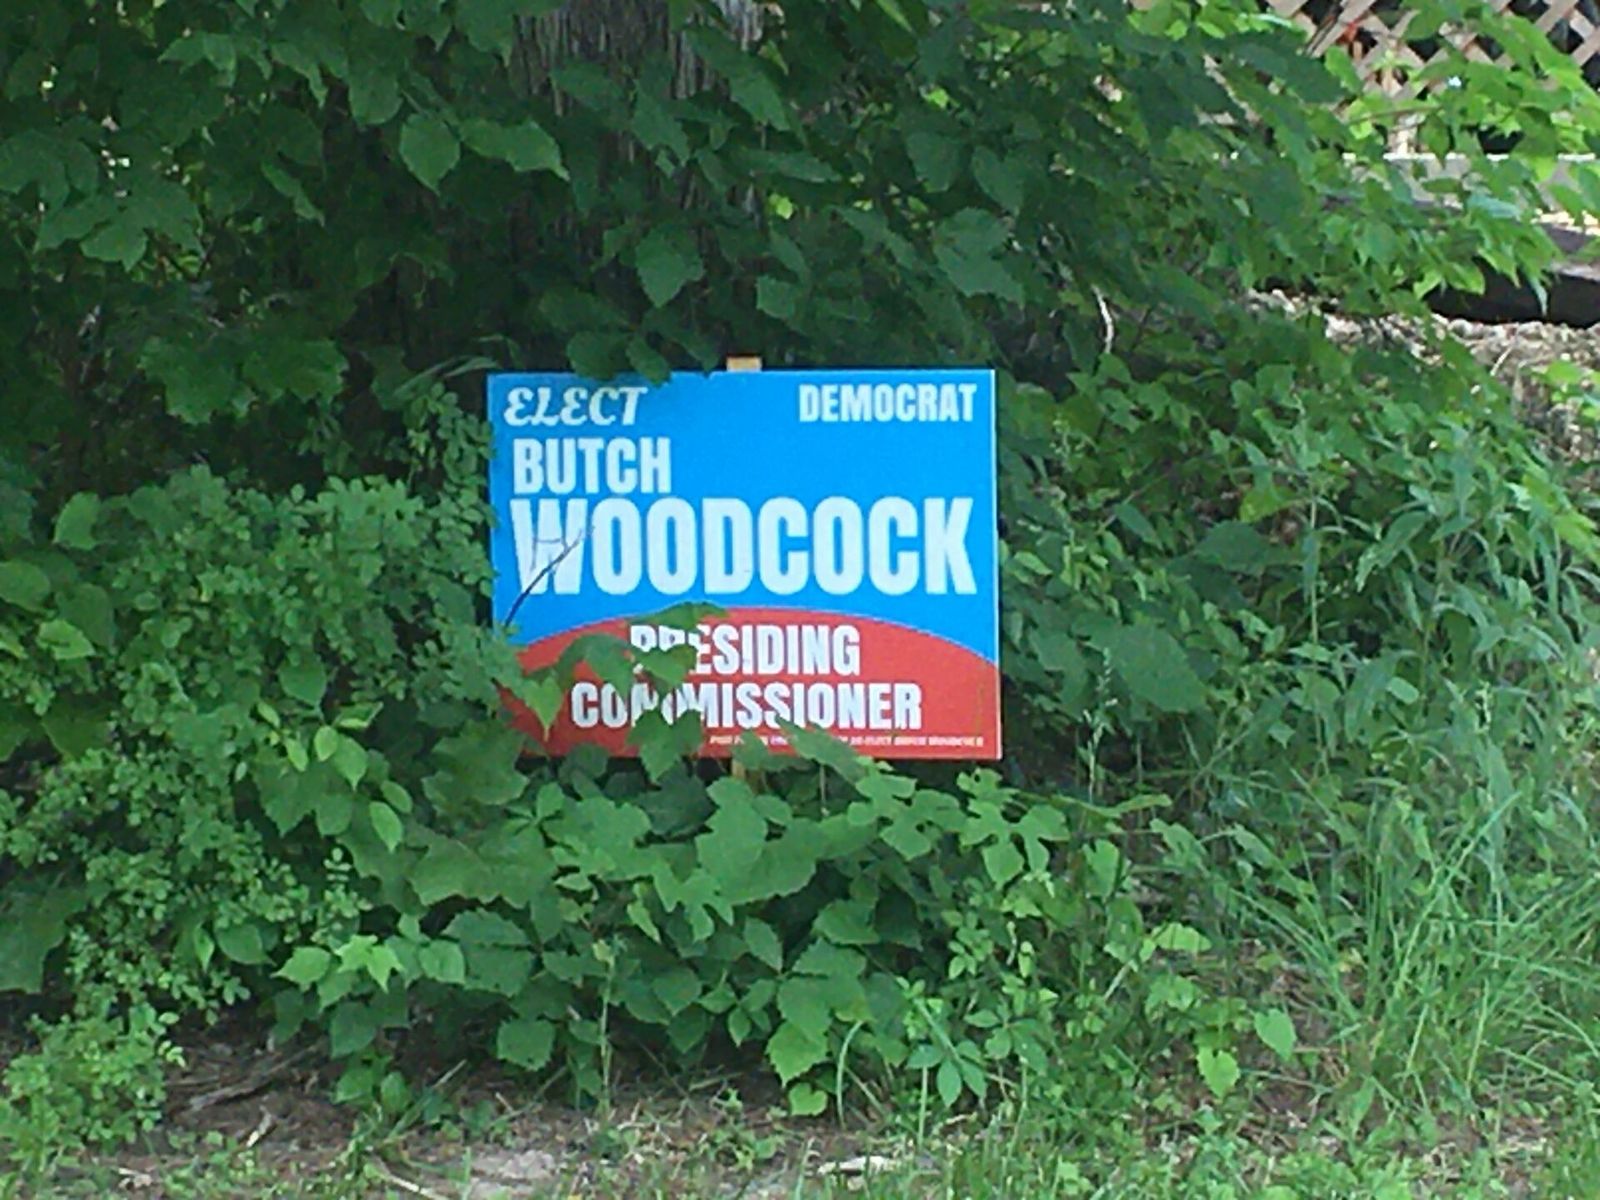 ELECT DEMOCRAT
BUTCH
WOODCOCK
PRESIDING
COMMISSIONER